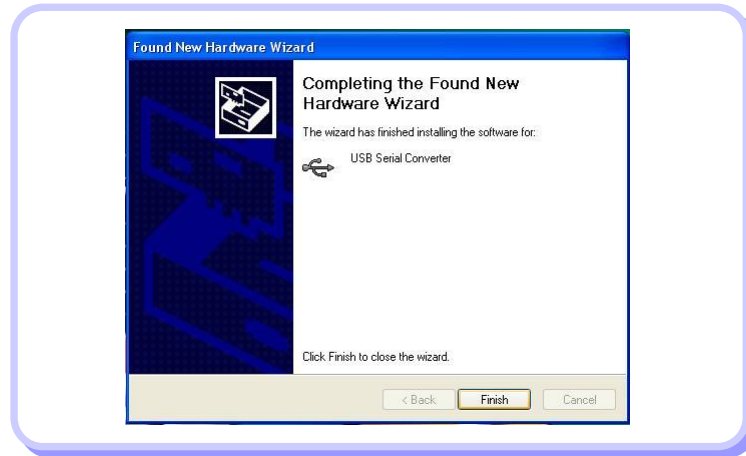 Found New Hardware Wizard
Completing the Found New
Hardware Wizard
The wizard has finished installing the software for:
USB Serial Converter
Click Finish to close the wizard.
< Back
Finish
Cancel